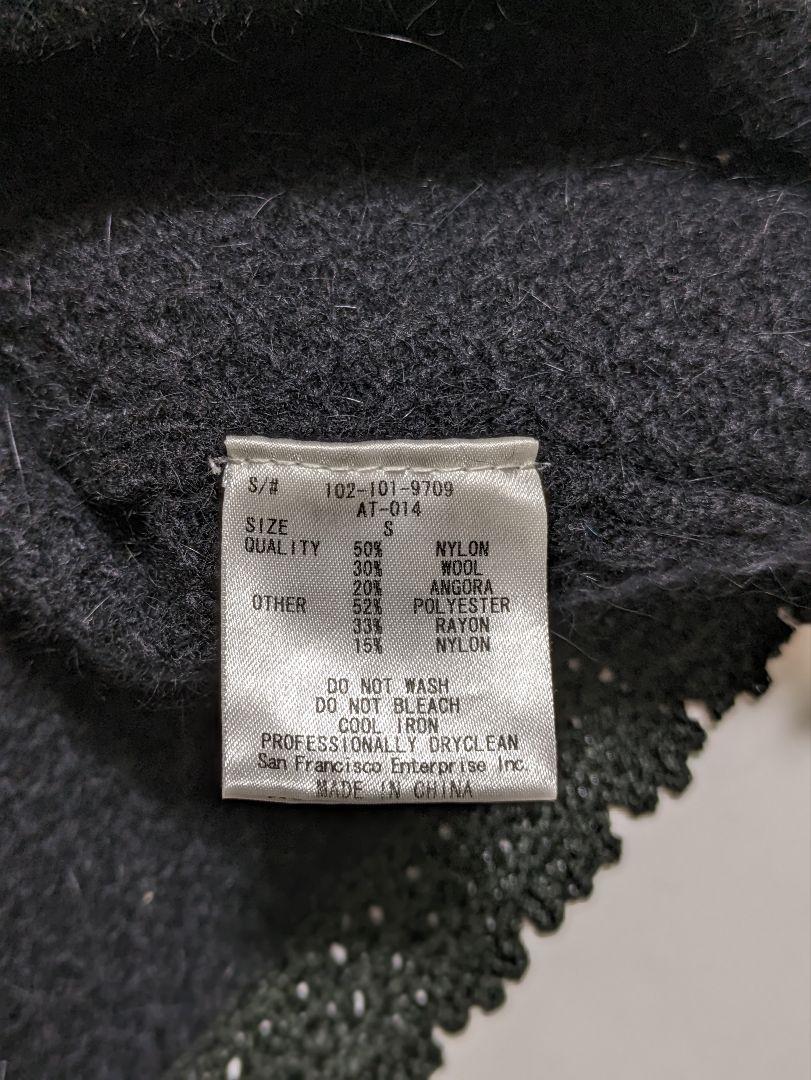 S/# 102-101-9709
AT-014
SIZE S
QUALITY 50% NYLON
30% WOOL
20% ANGORA
OTHER 52% POLYESTER
33% RAYON
15% NYLON
DO NOT WASH
DO NOT BLEACH
COOL IRON
PROFESSIONALLY DRYCLEAN
San Francisco Enterprise Inc.
MADE IN CHINA